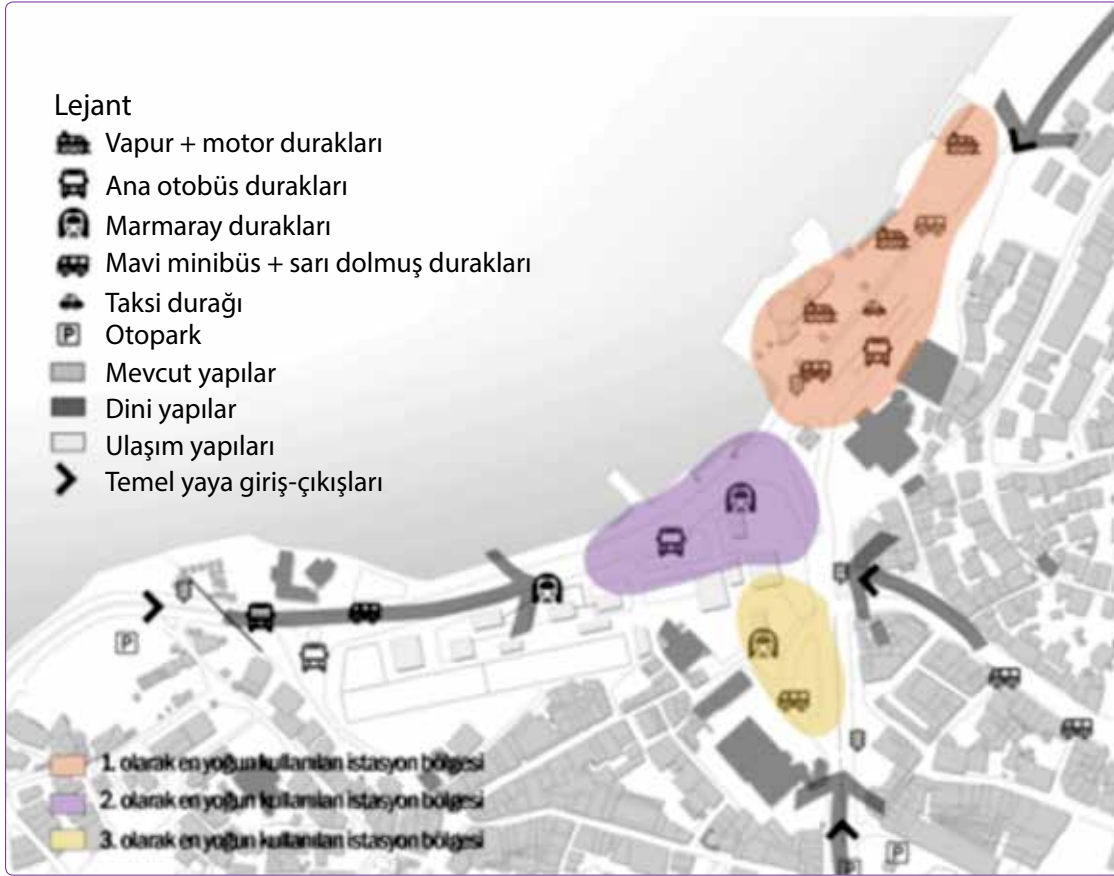 Lejant
Vapur + motor durakları
Ana otobüs durakları
Marmaray durakları
Mavi minibüs + sarı dolmuş durakları
Taksi durağı
P Otopark
Mevcut yapılar
Dini yapılar
Ulaşım yapıları
Temel yaya giriş-çıkışları
P
1. olarak en yoğun kullanılan istasyon bölgesi
2. olarak en yoğun kullanılan istasyon bölgesi
3. olarak en yoğun kullanılan istasyon bölgesi
P
P